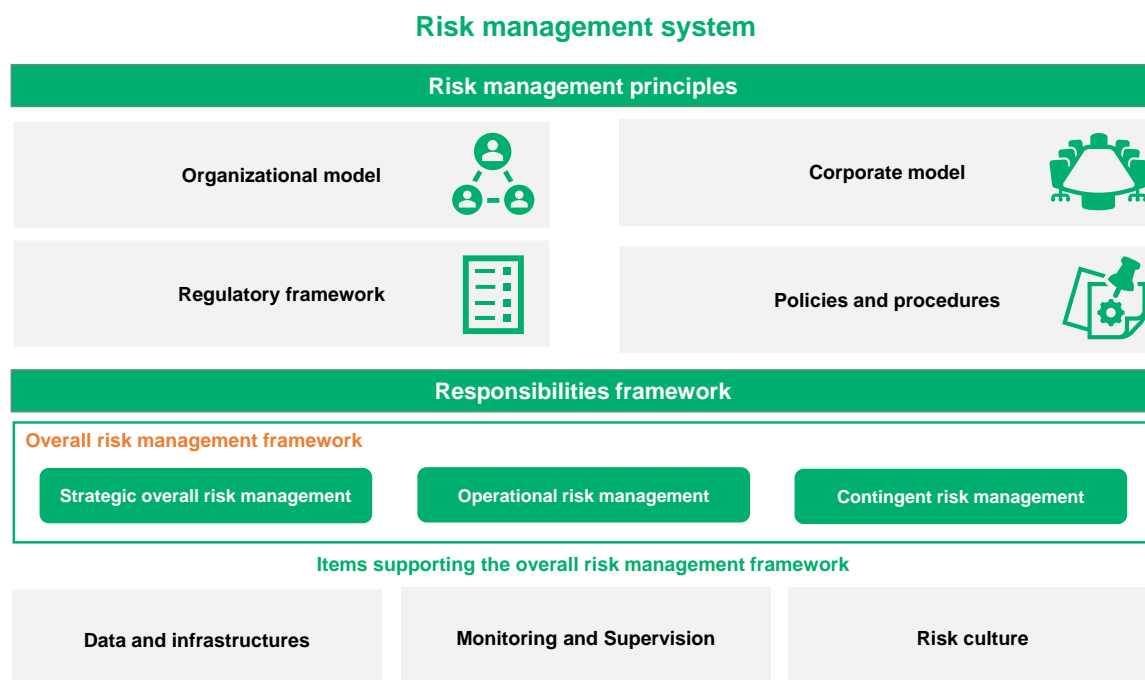 Risk management system
Risk management principles
Organizational model
Corporate model
Regulatory framework
Policies and procedures
Responsibilities framework
Overall risk management framework
Strategic overall risk management
Operational risk management
Contingent risk management
Items supporting the overall risk management framework
Data and infrastructures
Monitoring and Supervision
Risk culture